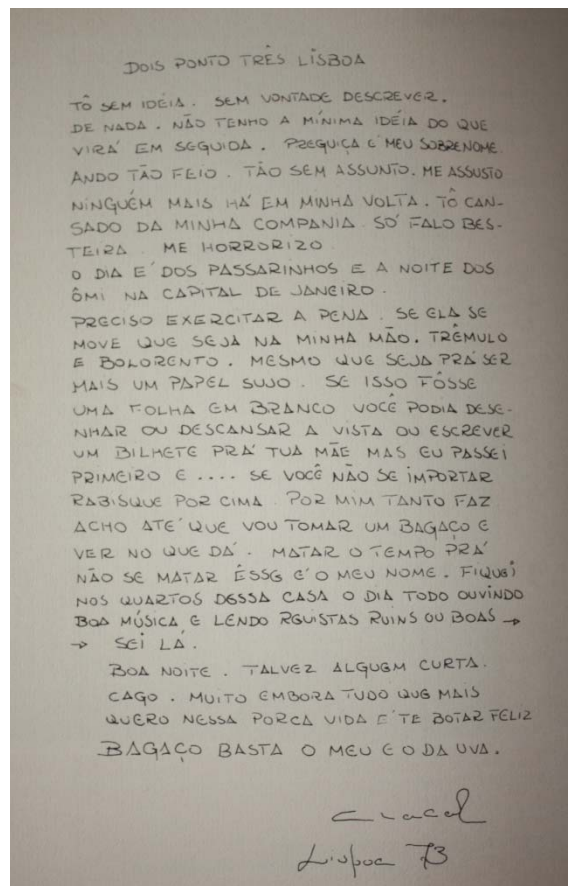 DOIS PONTO TRÊS LISBOA
TÔ SEM IDÉIA. SEM VONTADE DESCREVER.
DE NADA. NÃO TENHO A MÍNIMA IDÉIA DO QUE
VIRÁ EM SEGUIDA. PREGUIÇA É MEU SOBRENOME.
ANDO TÃO FEIO. TÃO SEM ASSUNTO. ME ASSUSTO
NINGUÉM MAIS HÁ EM MINHA VOLTA. TÔ CAN-
SADO DA MINHA COMPANIA. SÓ FALO BES-
TEIRA. ME HORRORIZO
O DIA É DOS PASSARINHOS E A NOITE DOS
ÔMI NA CAPITAL DE JANEIRO.
PRECISO EXERCITAR A PENA. SE ELA SE
MOVE QUE SEJA NA MINHA MÃO. TRÊMULO
E BOLORENTO. MESMO QUE SEJA PRÁ SER
MAIS UM PAPEL SUJO. SE ISSO FÔSSE
UMA FOLHA EM BRANCO VOCÊ PODIA DESE-
NHAR OU DESCANSAR A VISTA OU ESCREVER
UM BILHETE PRÁ TUA MÃE MAS EU PASSEI
PRIMEIRO E .... SE VOCÊ NÃO SE IMPORTAR
RABISQUE POR CIMA. POR MIM TANTO FAZ
ACHO ATÉ QUE VOU TOMAR UM BAGAÇO E
VER NO QUE DÁ. MATAR O TEMPO PRÁ
NÃO SE MATAR ÊSSE É O MEU NOME. FIQUEI
NOS QUARTOS DESSA CASA O DIA TODO OUVINDO
BOA MÚSICA E LENDO REVISTAS RUINS OU BOAS →
→ SEI LÁ.
BOA NOITE. TALVEZ ALGUEM CURTA.
CAGO. MUITO EMBORA TUDO QUE MAIS
QUERO NESSA PORCA VIDA É TE BOTAR FELIZ
BAGAÇO BASTA O MEU E O DA UVA.
Lisboa 73